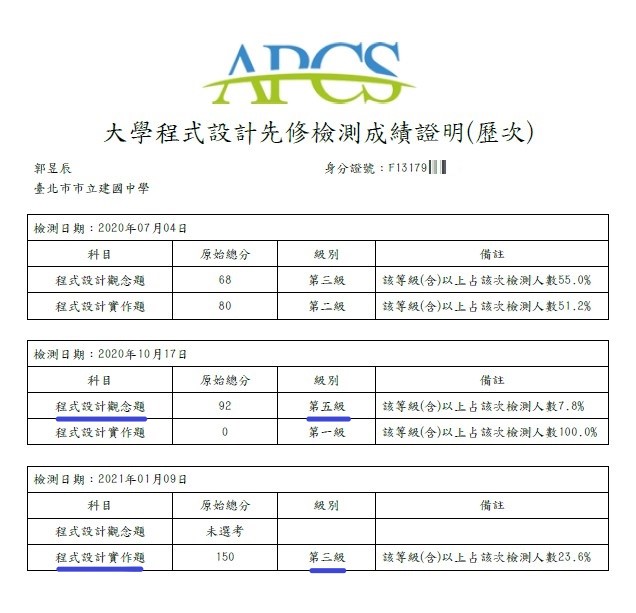 APCS
大學程式設計先修檢測成績證明(歷次)
郭昱辰 身分證號：F13179
臺北市市立建國中學
檢測日期：2020年07月04日
科目 原始總分 級別 備註
程式設計觀念題 68 第三級 該等級(含)以上占該次檢測人數55.0%
程式設計實作題 80 第二級 該等級(含)以上占該次檢測人數51.2%
檢測日期：2020年10月17日
科目 原始總分 級別 備註
程式設計觀念題 92 第五級 該等級(含)以上占該次檢測人數7.8%
程式設計實作題 0 第一級 該等級(含)以上占該次檢測人數100.0%
檢測日期：2021年01月09日
科目 原始總分 級別 備註
程式設計觀念題 未選考
程式設計實作題 150 第三級 該等級(含)以上占該次檢測人數23.6%